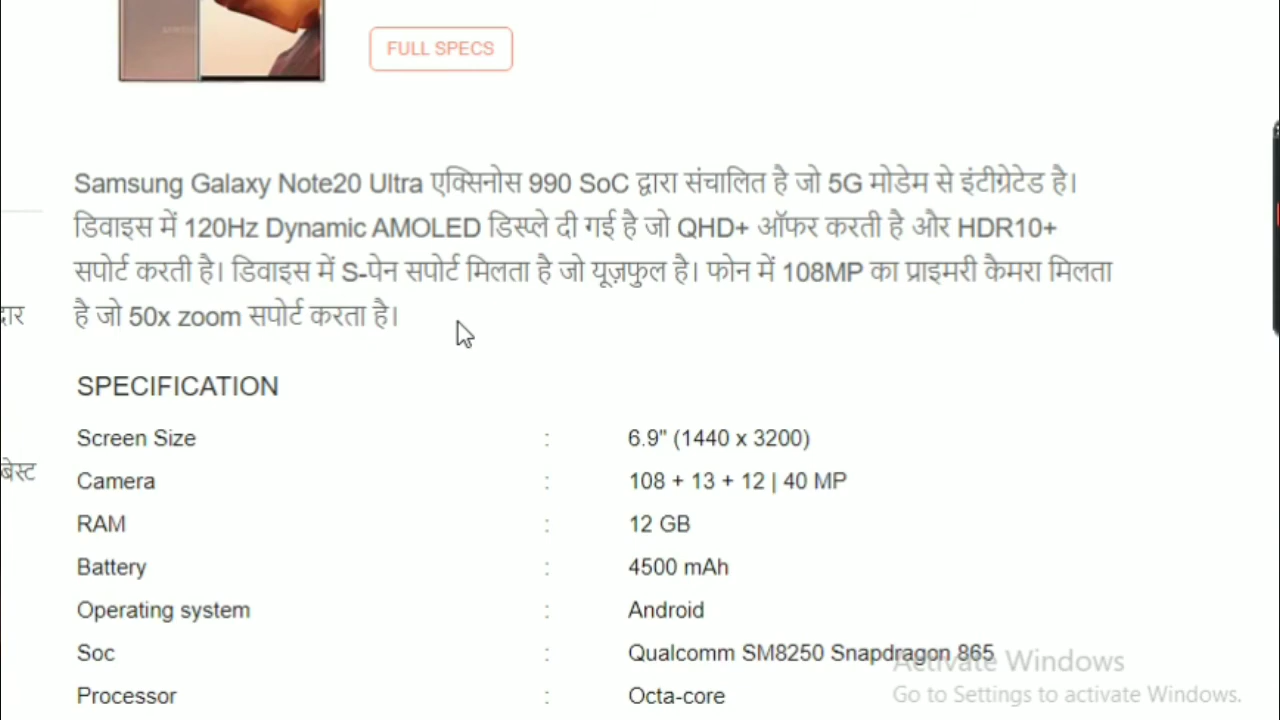 FULL SPECS
Samsung Galaxy Note20 Ultra एक्सिनोस 990 SoC द्वारा संचालित है जो 5G मोडेम से इंटीग्रेटेड है।
डिवाइस में 120Hz Dynamic AMOLED डिस्प्ले दी गई है जो QHD+ ऑफर करती है और HDR10+
सपोर्ट करती है। डिवाइस में S-पेन सपोर्ट मिलता है जो यूज़फुल है। फोन में 108MP का प्राइमरी कैमरा मिलता
है जो 50x zoom सपोर्ट करता है।
SPECIFICATION
Screen Size : 6.9" (1440 x 3200)
बेस्ट
Camera : 108 + 13 + 12 | 40 MP
RAM : 12 GB
Battery : 4500 mAh
Operating system : Android
Soc : Qualcomm SM8250 Snapdragon 865
Activate Windows
Processor : Octa-core
Go to Settings to activate Windows.